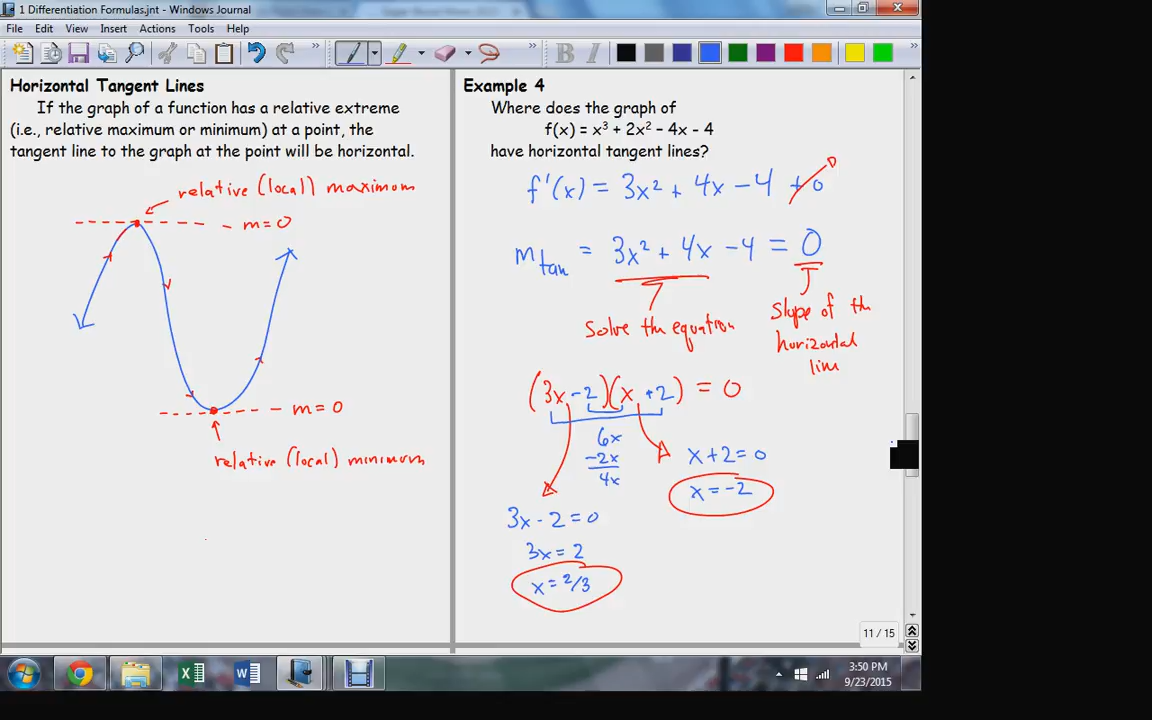 1 Differentiation Formulas.jnt - Windows Journal
File Edit View Insert Actions Tools Help
Horizontal Tangent Lines
If the graph of a function has a relative extreme
(i.e., relative maximum or minimum) at a point, the
tangent line to the graph at the point will be horizontal.
relative (local) maximum
m = 0
m = 0
relative (local) minimum
Example 4
Where does the graph of
f(x) = x³ + 2x² – 4x – 4
have horizontal tangent lines?
f'(x) = 3x² + 4x – 4 + 0
m tan = 3x² + 4x – 4 = 0
Solve the equation
slope of the
horizontal
line
(3x – 2)(x + 2) = 0
6x
–2x
4x
x + 2 = 0
x = –2
3x – 2 = 0
3x = 2
x = 2/3
11 / 15
3:50 PM
9/23/2015